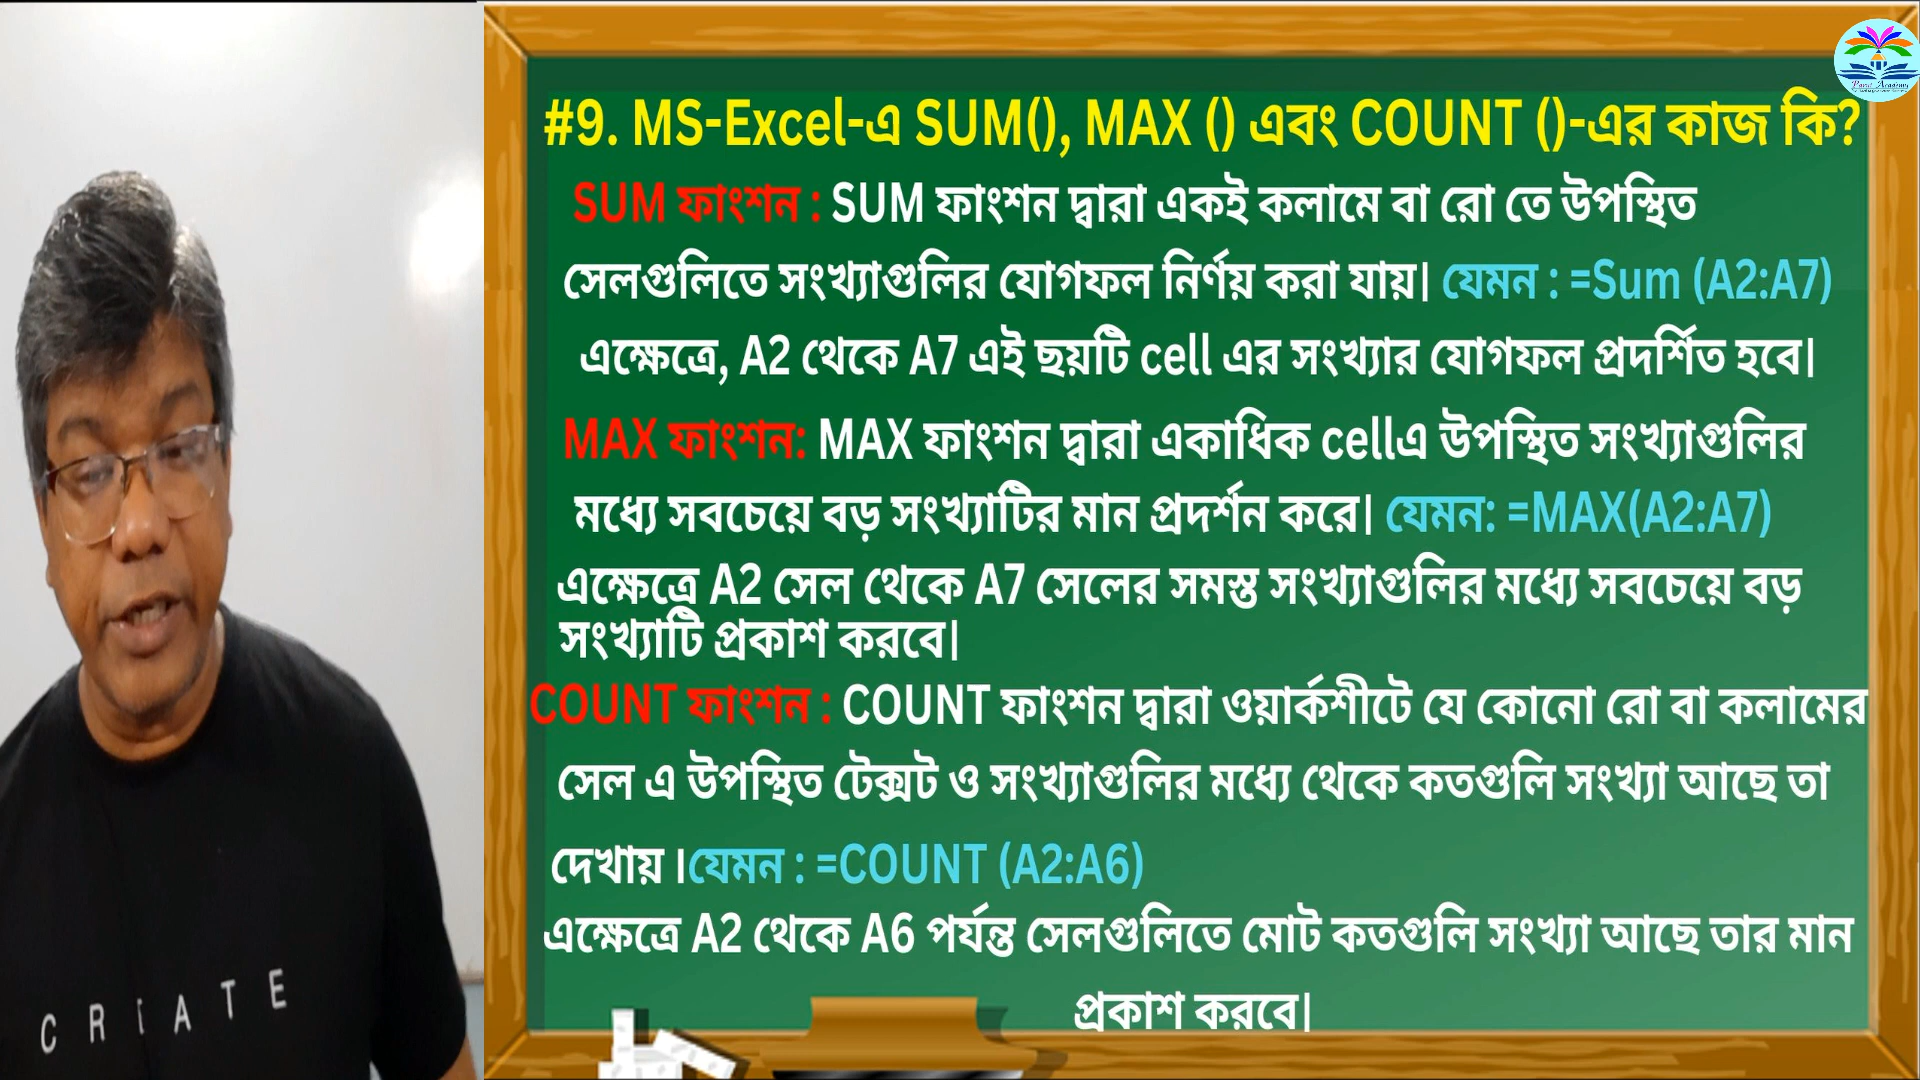 #9. MS-Excel-এ SUM(), MAX () এবং COUNT ()-এর কাজ কি?
SUM ফাংশন : SUM ফাংশন দ্বারা একই কলামে বা রো তে উপস্থিত
সেলগুলিতে সংখ্যাগুলির যোগফল নির্ণয় করা যায়। যেমন : =Sum (A2:A7)
এক্ষেত্রে, A2 থেকে A7 এই ছয়টি cell এর সংখ্যার যোগফল প্রদর্শিত হবে।
MAX ফাংশন: MAX ফাংশন দ্বারা একাধিক cellএ উপস্থিত সংখ্যাগুলির
মধ্যে সবচেয়ে বড় সংখ্যাটির মান প্রদর্শন করে। যেমন: =MAX(A2:A7)
এক্ষেত্রে A2 সেল থেকে A7 সেলের সমস্ত সংখ্যাগুলির মধ্যে সবচেয়ে বড়
সংখ্যাটি প্রকাশ করবে।
COUNT ফাংশন : COUNT ফাংশন দ্বারা ওয়ার্কশীটে যে কোনো রো বা কলামের
সেল এ উপস্থিত টেক্সট ও সংখ্যাগুলির মধ্যে থেকে কতগুলি সংখ্যা আছে তা
দেখায় ।যেমন : =COUNT (A2:A6)
এক্ষেত্রে A2 থেকে A6 পর্যন্ত সেলগুলিতে মোট কতগুলি সংখ্যা আছে তার মান
প্রকাশ করবে।
CREATE